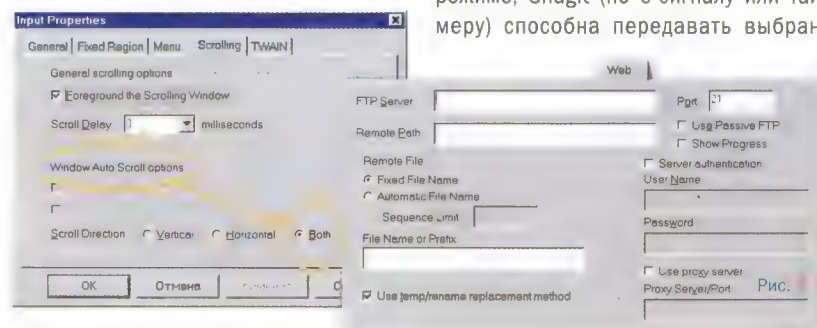 режиме, SnagIt (по e-сигналу или тай
меру) способна передавать выбран
Input Properties
General Fixed Region Menu Scrolling TWAIN
General scrolling options
Foreground the Scrolling Window
Scroll Delay milliseconds
Window Auto Scroll options
Scroll Direction Vertical Horizontal Both
OK Отмена
Web
FTP Server
Port 21
Remote Path
Use Passive FTP
Show Progress
Remote File
Fixed File Name
Automatic File Name
Sequence Limit
File Name or Prefix
Use temp/rename replacement method
Server authentication
User Name
Password
Use proxy server
Proxy Server/Port
Рис.